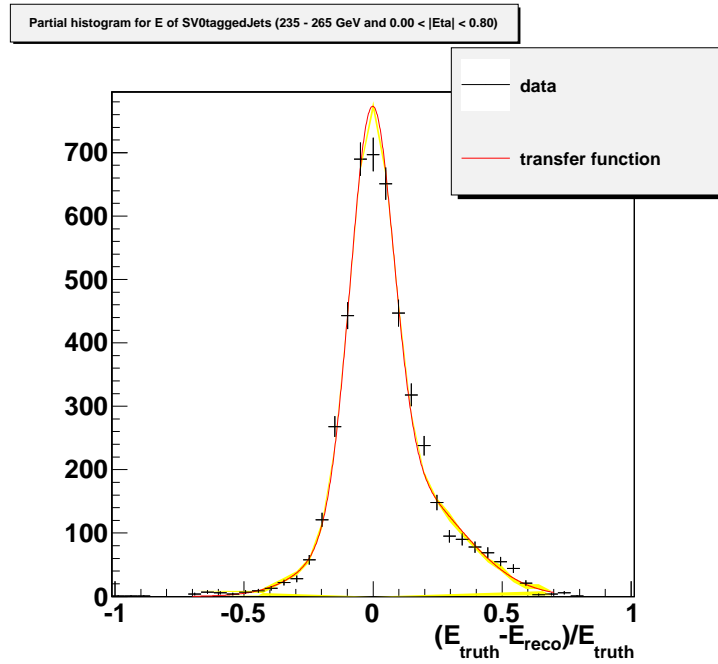 Partial histogram for E of SV0taggedJets (235 - 265 GeV and 0.00 < |Eta| < 0.80)
data
transfer function
700
600
500
400
300
200
100
0
-1 -0.5 0 0.5 1
(E_truth-E_reco)/E_truth